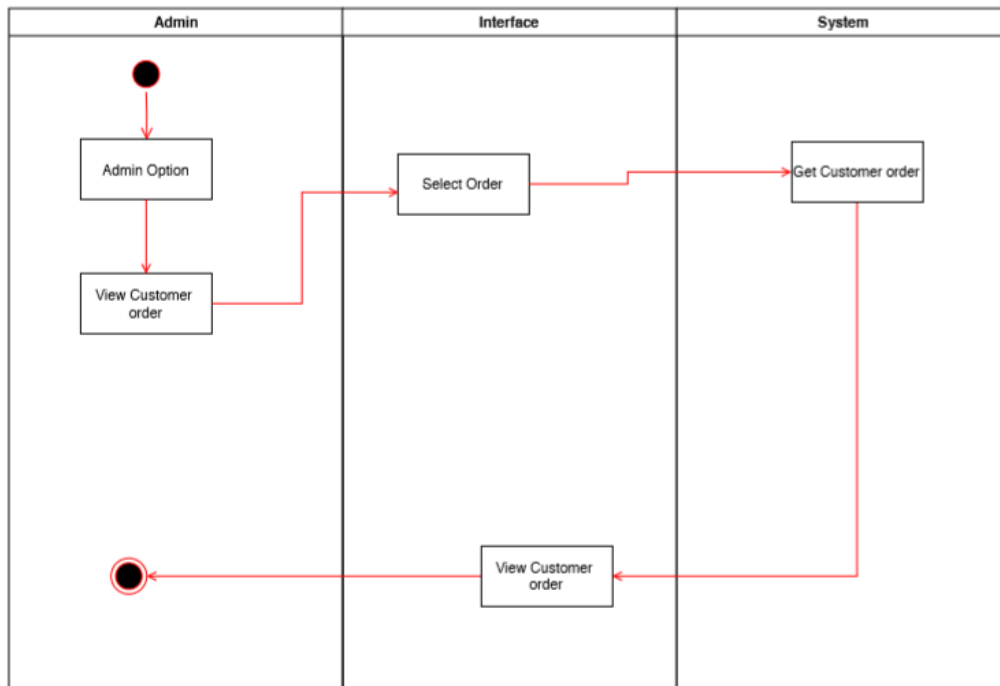 Admin
Interface
System
Admin Option
Select Order
Get Customer order
View Customer
order
View Customer
order